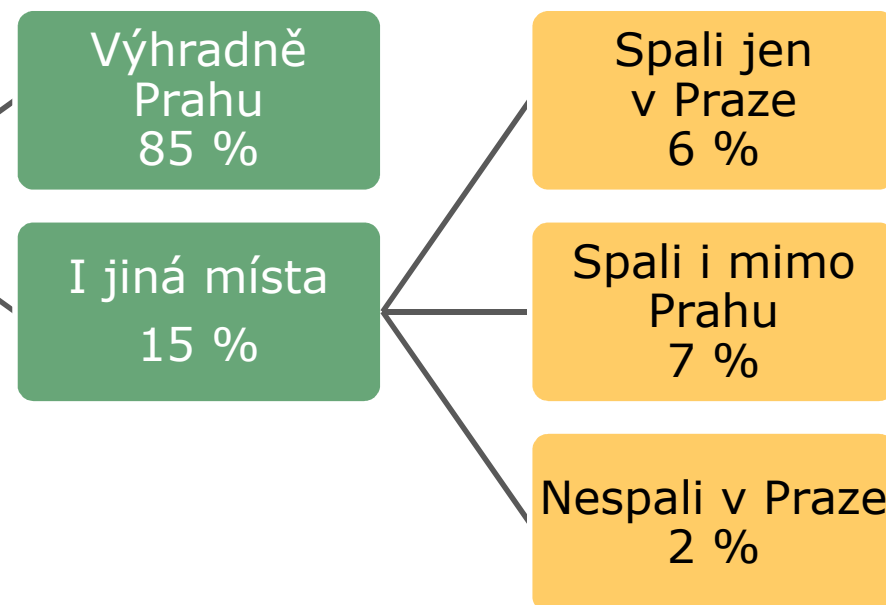 Výhradně
Prahu
85 %
I jiná místa
15 %
Spali jen
v Praze
6 %
Spali i mimo
Prahu
7 %
Nespali v Praze
2 %